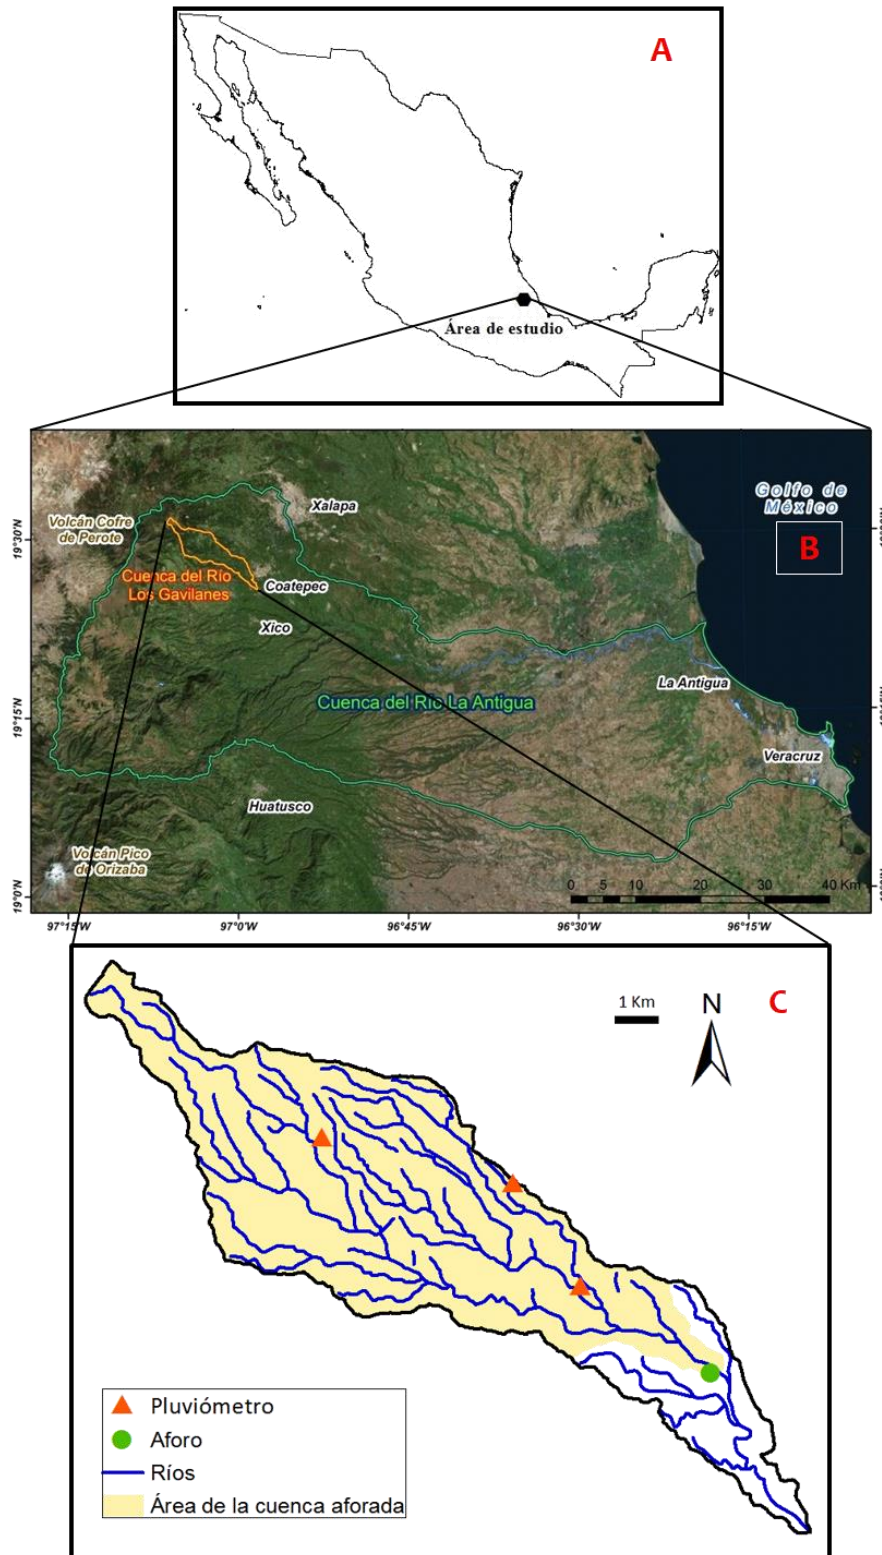 A
Área de estudio
Golfo de
México
B
Xalapa
Volcán Cofre
de Perote
19°30'N
Cuenca del Río
Los Gavilanes
Coatepec
Xico
La Antigua
Cuenca del Río La Antigua
19°15'N
Veracruz
Huatusco
Volcán Pico
de Orizaba
19°0'N
0 5 10 20 30 40 Km
97°15'W 97°0'W 96°45'W 96°30'W 96°15'W
C
1 Km
N
Pluviómetro
Aforo
Ríos
Área de la cuenca aforada